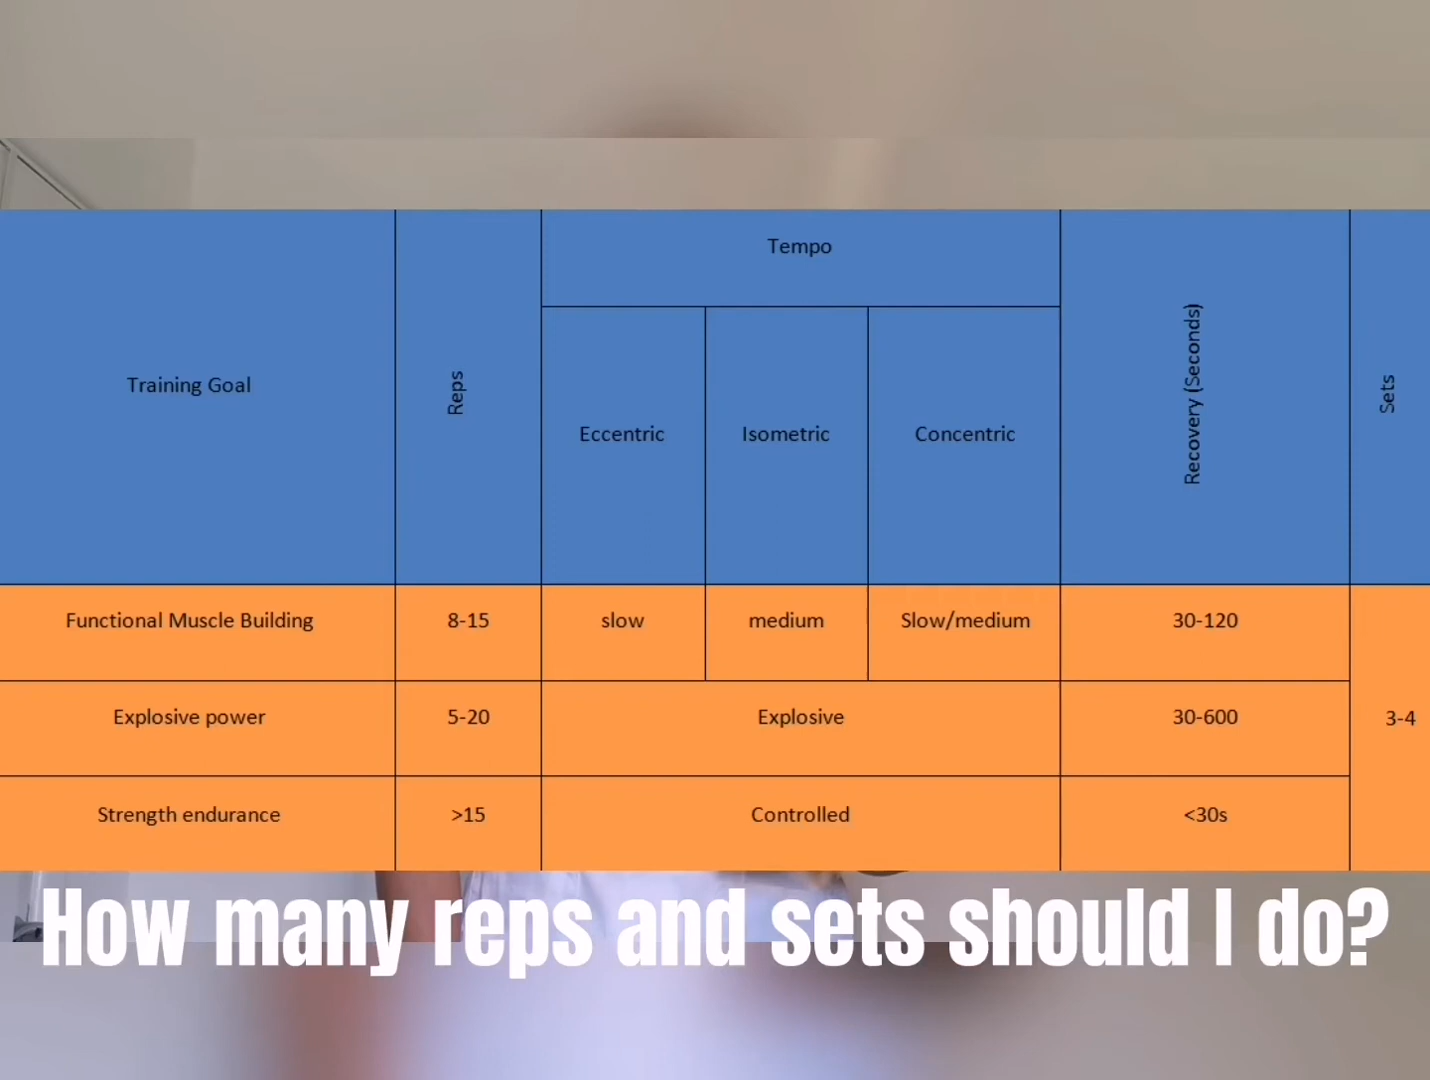 Tempo
Training Goal
Reps
Eccentric
Isometric
Concentric
Recovery (Seconds)
Sets
Functional Muscle Building
8-15
slow
medium
Slow/medium
30-120
Explosive power
5-20
Explosive
30-600
3-4
Strength endurance
>15
Controlled
<30s
How many reps and sets should I do?